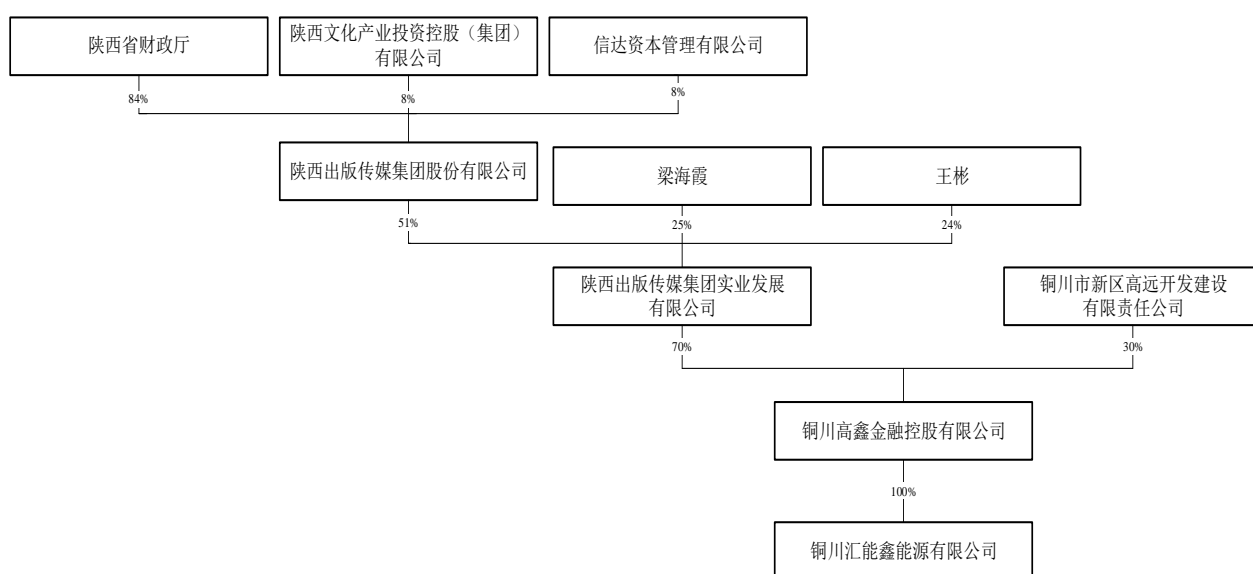 陕西省财政厅
陕西文化产业投资控股（集团）
有限公司
信达资本管理有限公司
84%
8%
8%
陕西出版传媒集团股份有限公司
梁海霞
王彬
51%
25%
24%
陕西出版传媒集团实业发展
有限公司
铜川市新区高远开发建设
有限责任公司
70%
30%
铜川高鑫金融控股有限公司
100%
铜川汇能鑫能源有限公司